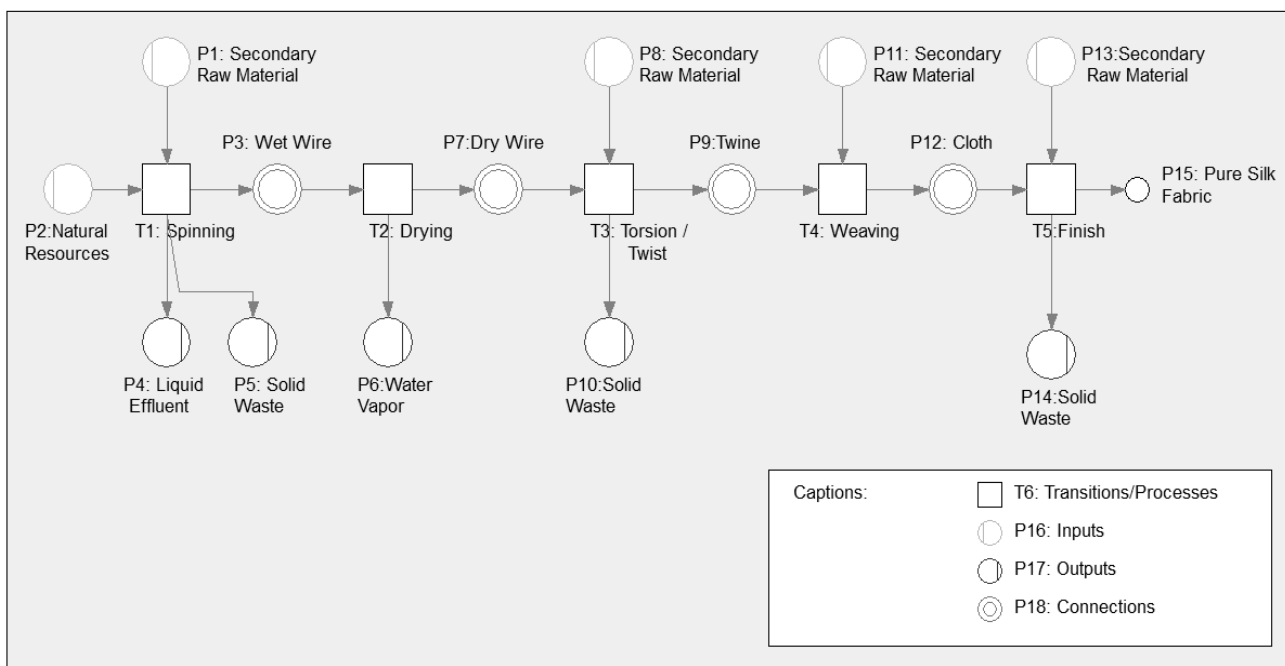 P1: Secondary
Raw Material
P8: Secondary
Raw Material
P11: Secondary
Raw Material
P13:Secondary
Raw Material
P3: Wet Wire
P7:Dry Wire
P9:Twine
P12: Cloth
P15: Pure Silk
Fabric
P2:Natural
Resources
T1: Spinning
T2: Drying
T3: Torsion /
Twist
T4: Weaving
T5:Finish
P4: Liquid
Effluent
P5: Solid
Waste
P6:Water
Vapor
P10:Solid
Waste
P14:Solid
Waste
Captions:
T6: Transitions/Processes
P16: Inputs
P17: Outputs
P18: Connections